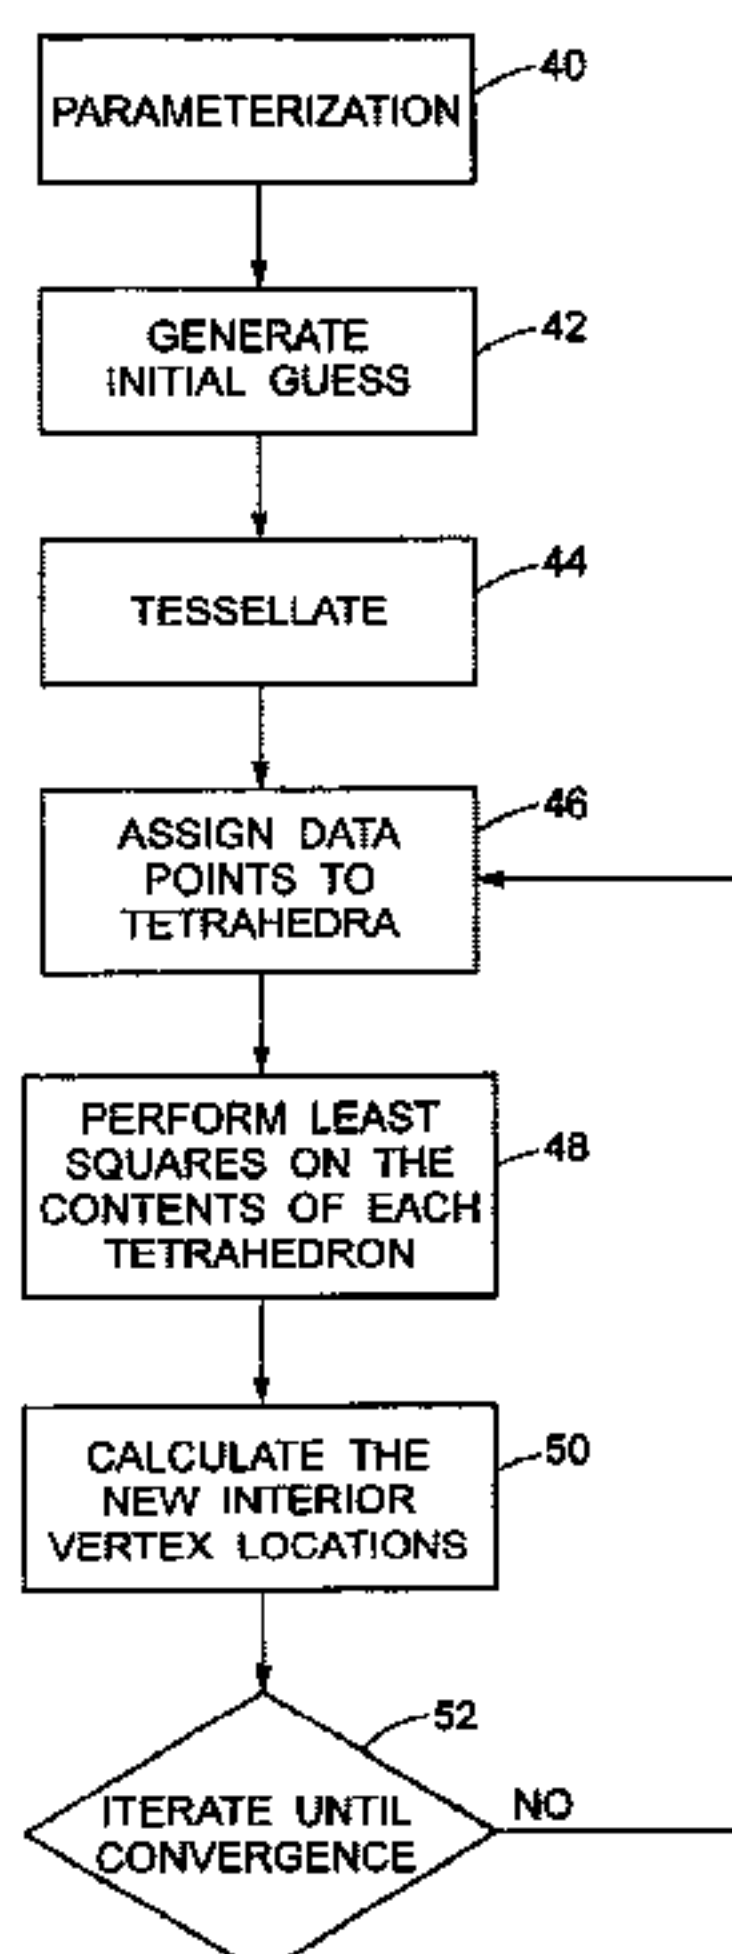 PARAMETERIZATION
40
GENERATE
INITIAL GUESS
42
TESSELLATE
44
ASSIGN DATA
POINTS TO
TETRAHEDRA
46
PERFORM LEAST
SQUARES ON THE
CONTENTS OF EACH
TETRAHEDRON
48
CALCULATE THE
NEW INTERIOR
VERTEX LOCATIONS
50
ITERATE UNTIL
CONVERGENCE
52
NO